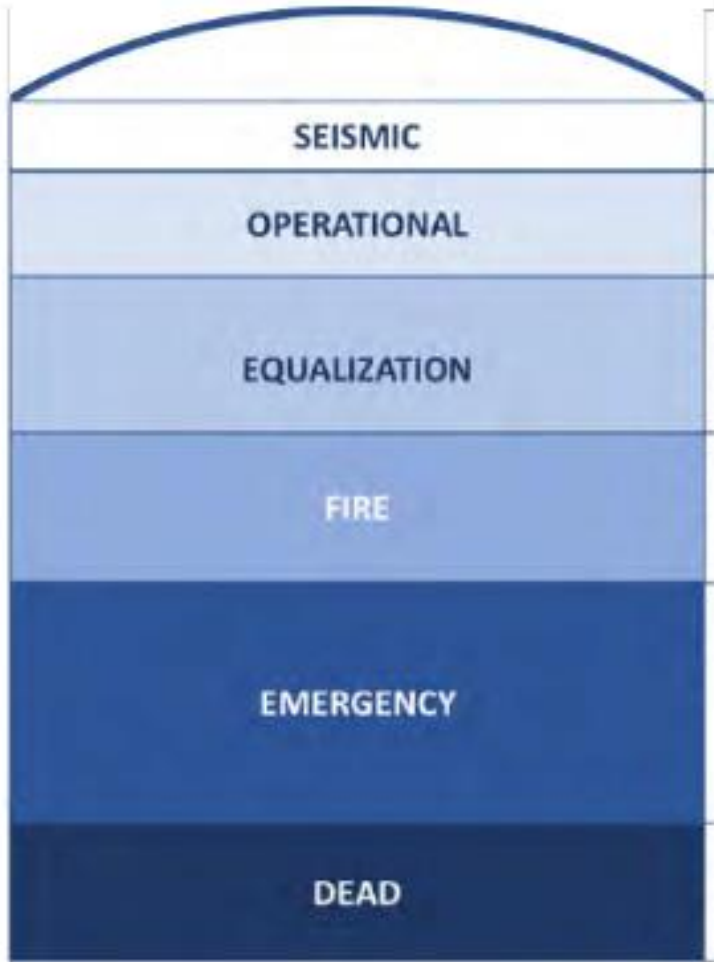 SEISMIC
OPERATIONAL
EQUALIZATION
FIRE
EMERGENCY
DEAD